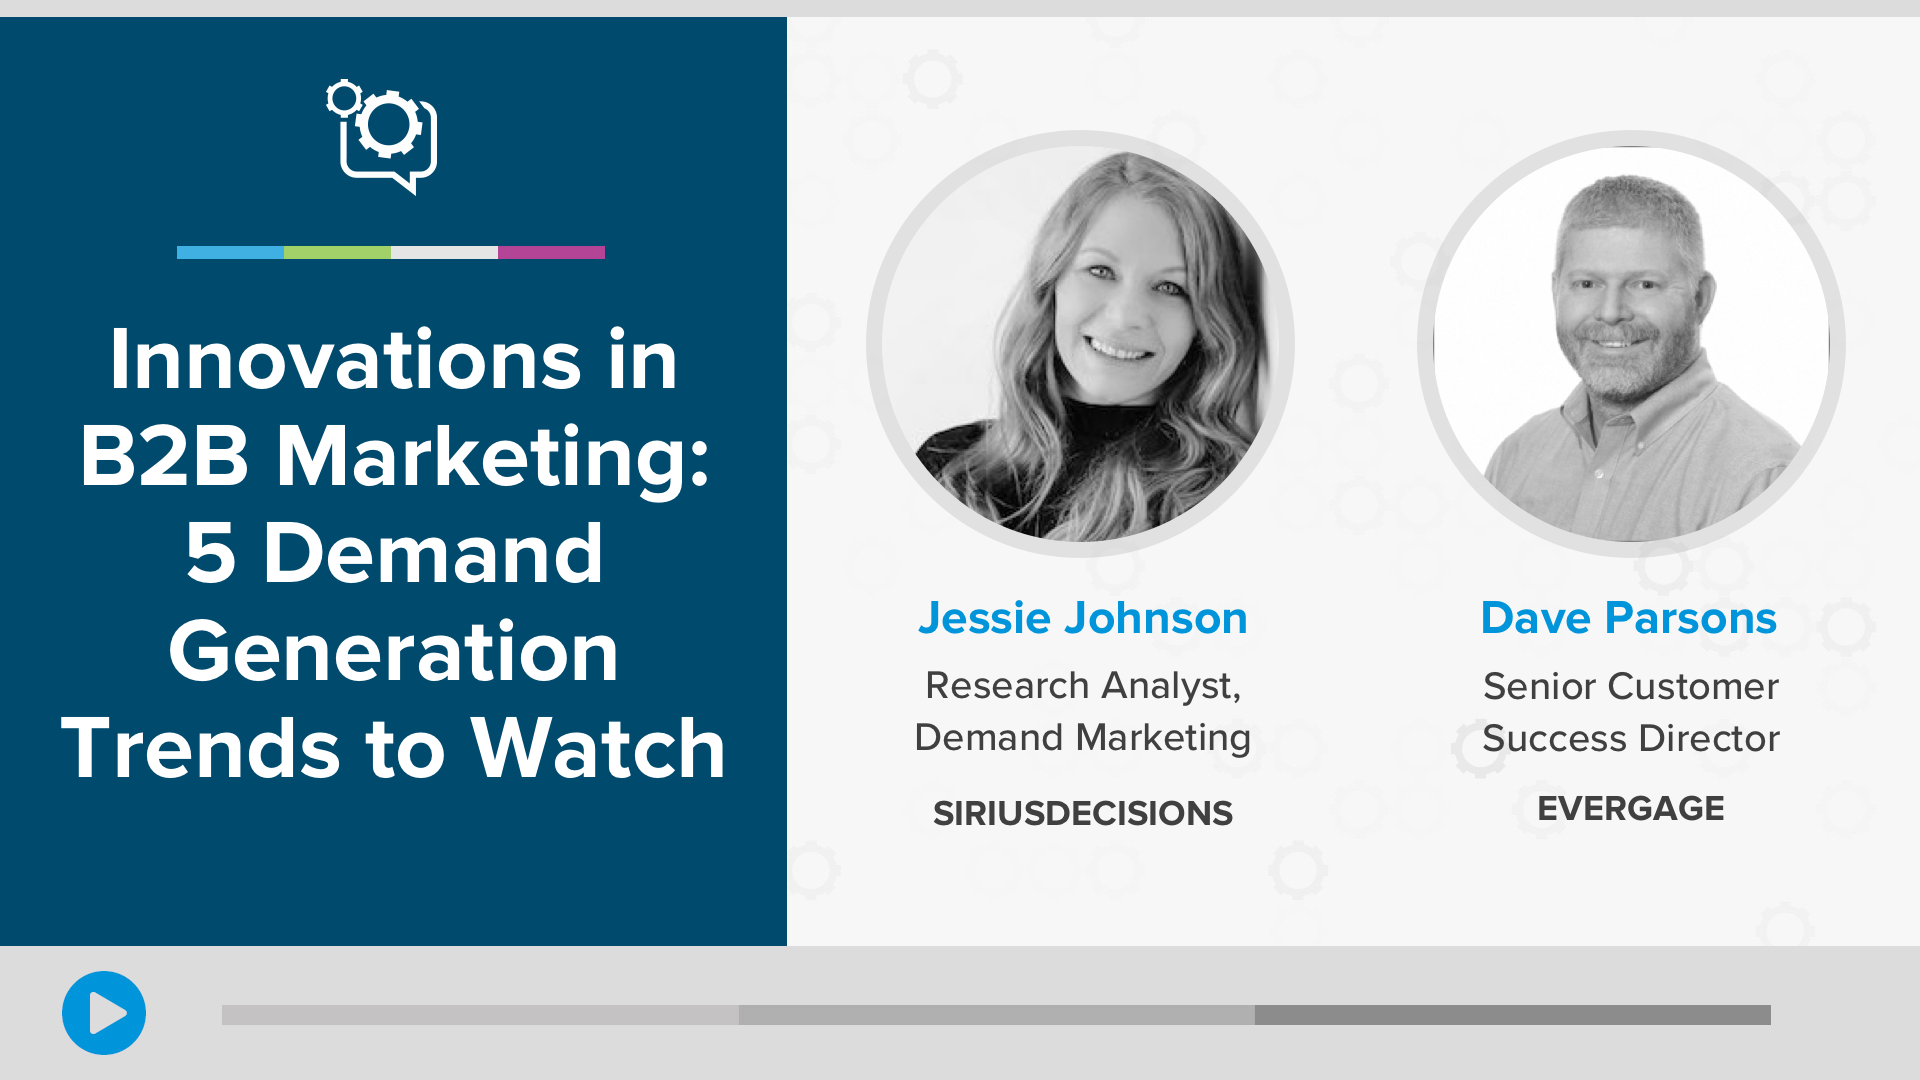 Innovations in
B2B Marketing:
5 Demand
Generation
Trends to Watch
Jessie Johnson
Research Analyst,
Demand Marketing
SIRIUSDECISIONS
Dave Parsons
Senior Customer
Success Director
EVERGAGE